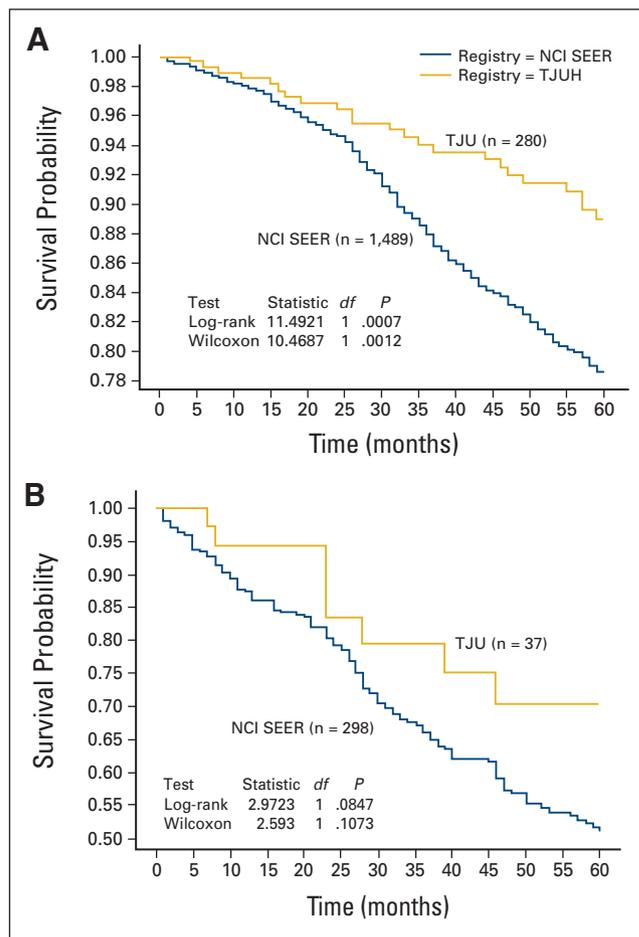 A
1.00
0.98
0.96
0.94
0.92
0.90
0.88
0.86
0.84
0.82
0.80
0.78
Survival Probability
Registry = NCI SEER
Registry = TJUH
TJU (n = 280)
NCI SEER (n = 1,489)
Test Statistic df P
Log-rank 11.4921 1 .0007
Wilcoxon 10.4687 1 .0012
0 5 10 15 20 25 30 35 40 45 50 55 60
Time (months)
B
1.00
0.95
0.90
0.85
0.80
0.75
0.70
0.65
0.60
0.55
0.50
Survival Probability
TJU (n = 37)
NCI SEER (n = 298)
Test Statistic df P
Log-rank 2.9723 1 .0847
Wilcoxon 2.593 1 .1073
0 5 10 15 20 25 30 35 40 45 50 55 60
Time (months)